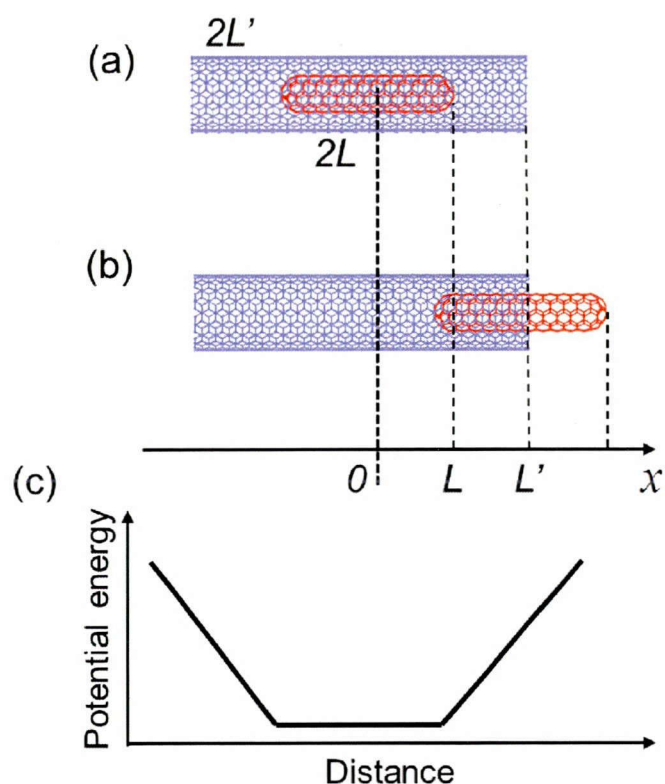 2L'
(a)
2L
(b)
0 L L' x
(c)
Potential energy
Distance